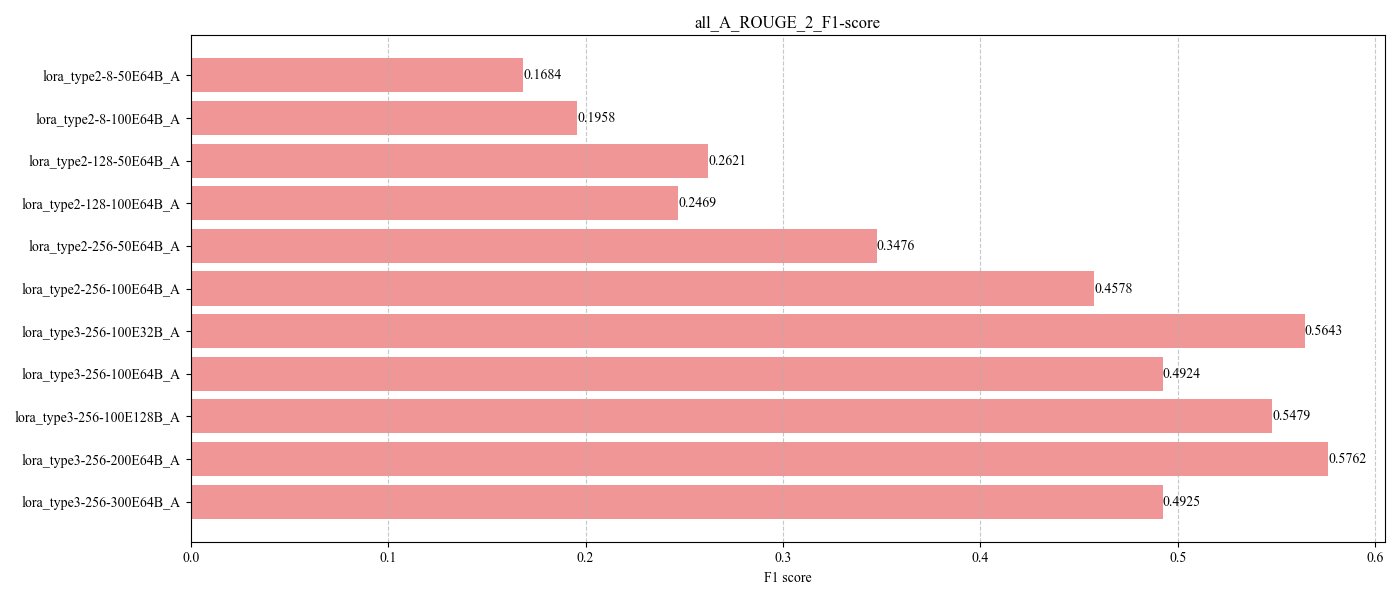 all_A_ROUGE_2_F1-score
lora_type2-8-50E64B_A 0.1684
lora_type2-8-100E64B_A 0.1958
lora_type2-128-50E64B_A 0.2621
lora_type2-128-100E64B_A 0.2469
lora_type2-256-50E64B_A 0.3476
lora_type2-256-100E64B_A 0.4578
lora_type3-256-100E32B_A 0.5643
lora_type3-256-100E64B_A 0.4924
lora_type3-256-100E128B_A 0.5479
lora_type3-256-200E64B_A 0.5762
lora_type3-256-300E64B_A 0.4925
0.0 0.1 0.2 0.3 0.4 0.5 0.6
F1 score